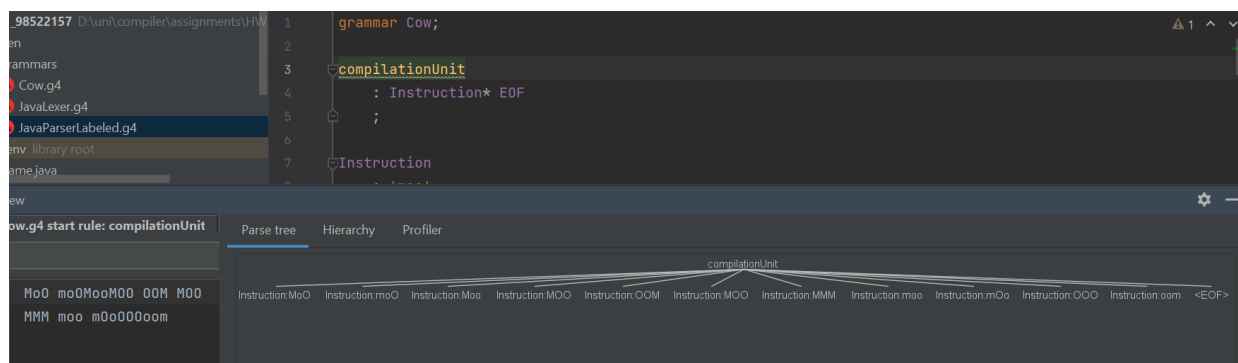 _98522157 D:\uni\compiler\assignments\HW
en
rammars
Cow.g4
JavaLexer.g4
JavaParserLabeled.g4
env library root
ame.java
1 grammar Cow;
2
3 compilationUnit
4 : Instruction* EOF
5 ;
6
7 Instruction
1
ew
ow.g4 start rule: compilationUnit
Parse tree Hierarchy Profiler
MoO moOMooMOO OOM MOO
MMM moo mOoOOOoom
compilationUnit
Instruction:MoO Instruction:moO Instruction:Moo Instruction:MOO Instruction:OOM Instruction:MOO Instruction:MMM Instruction:moo Instruction:mOo Instruction:OOO Instruction:oom <EOF>